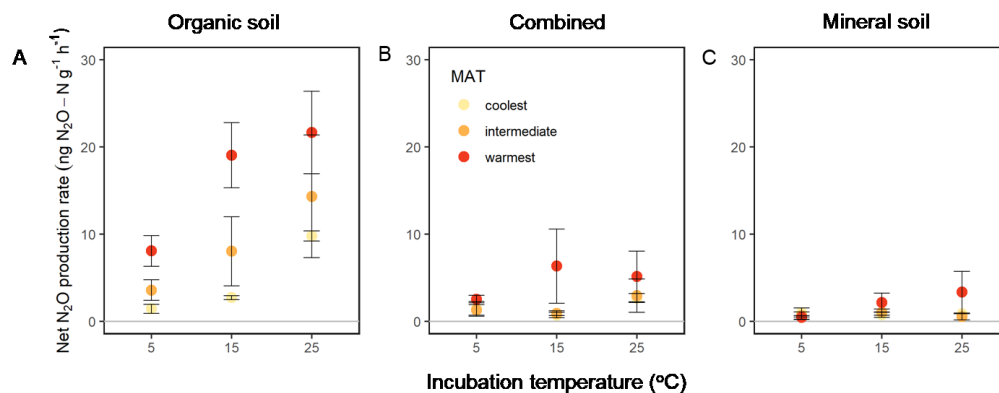 Organic soil
Combined
Mineral soil
A
B
C
Net N₂O production rate (ng N₂O – N g⁻¹ h⁻¹)
30
20
10
0
5
15
25
30
20
10
0
MAT
coolest
intermediate
warmest
5
15
25
30
20
10
0
5
15
25
Incubation temperature (ºC)